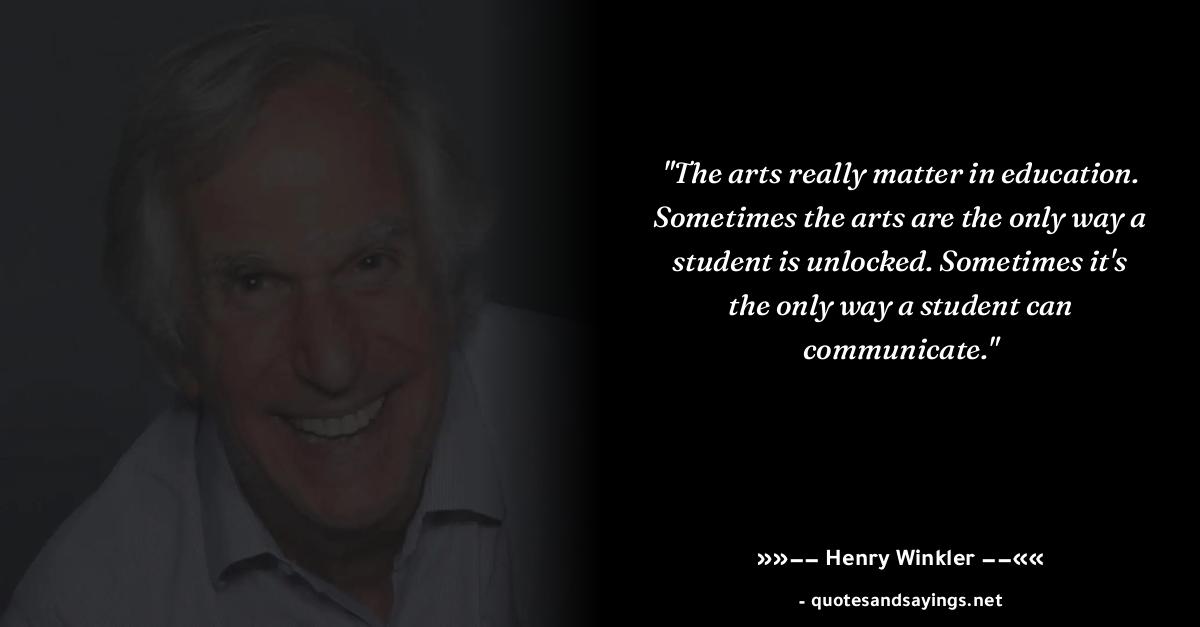 "The arts really matter in education.
Sometimes the arts are the only way a
student is unlocked. Sometimes it's
the only way a student can
communicate."
»»−− Henry Winkler −−««
- quotesandsayings.net